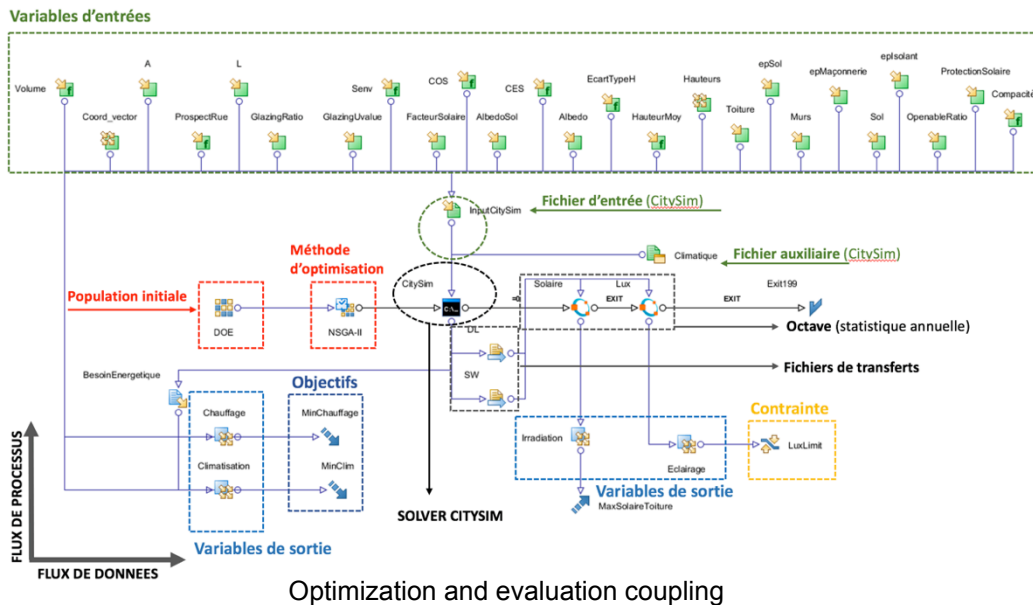 Variables d'entrées
Volume
A
L
Senv
COS
CES
EcartTypeH
Hauteurs
epSol
epMaçonnerie
epIsolant
ProtectionSolaire
Compacité
Coord_vector
ProspectRue
GlazingRatio
GlazingUvalue
FacteurSolaire
AlbedoSol
Albedo
HauteurMoy
Toiture
Murs
Sol
OpenableRatio
InputCitySim
Fichier d'entrée (CitySim)
Climatique
Fichier auxiliaire (CitySim)
Méthode
d'optimisation
Population initiale
DOE
NSGA-II
CitySim
C:\...
Solaire
Lux
EXIT
EXIT
Exit199
Octave (statistique annuelle)
DL
SW
Fichiers de transferts
BesoinEnergetique
Objectifs
Chauffage
MinChauffage
Climatisation
MinClim
Variables de sortie
Irradiation
Eclairage
Variables de sortie
MaxSolaireToiture
Contrainte
LuxLimit
SOLVER CITYSIM
FLUX DE PROCESSUS
FLUX DE DONNEES
Optimization and evaluation coupling